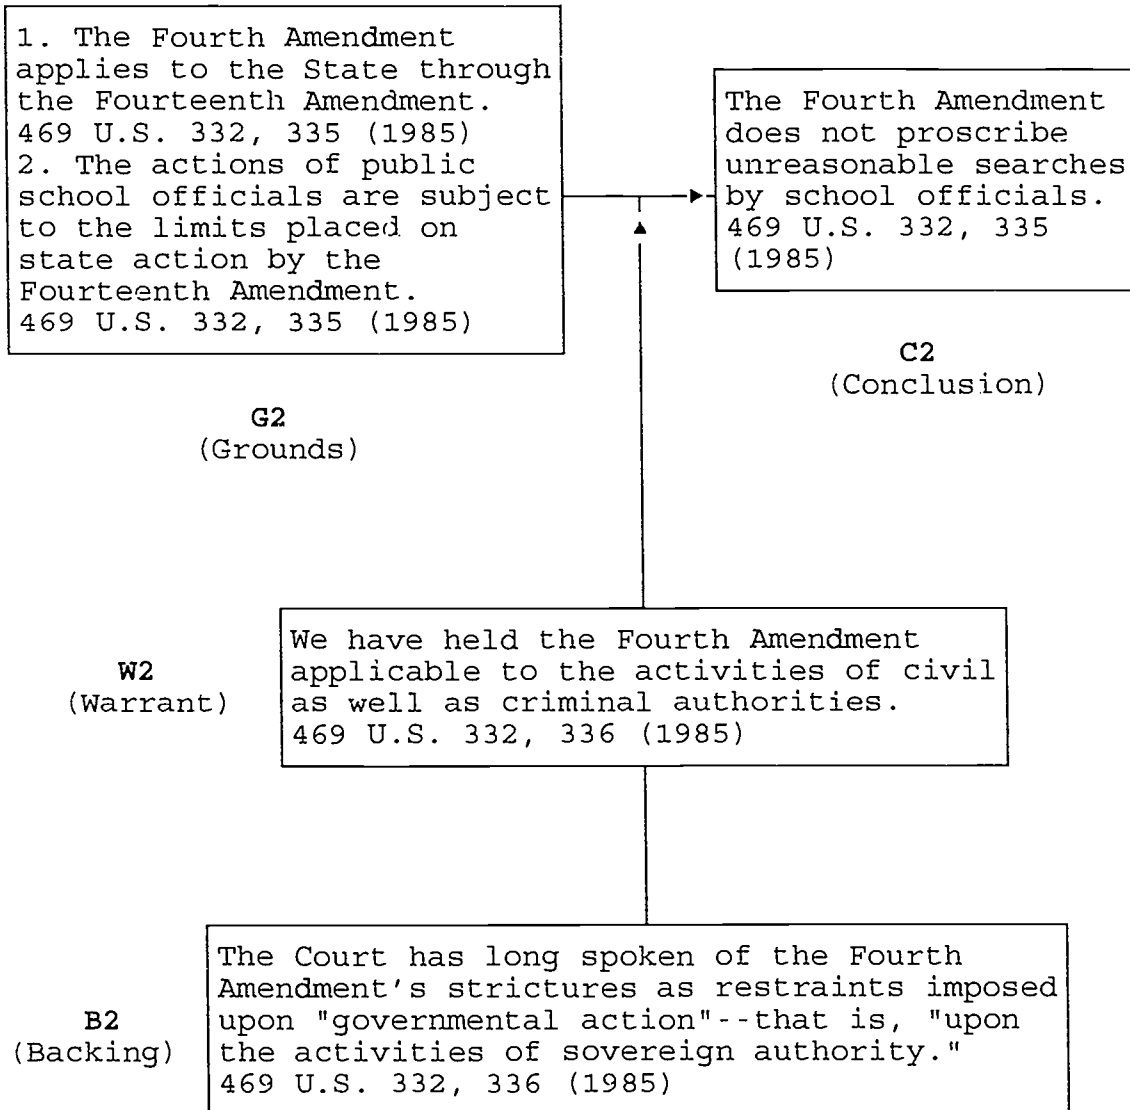 1. The Fourth Amendment
applies to the State through
the Fourteenth Amendment.
469 U.S. 332, 335 (1985)
2. The actions of public
school officials are subject
to the limits placed on
state action by the
Fourteenth Amendment.
469 U.S. 332, 335 (1985)
G2
(Grounds)
The Fourth Amendment
does not proscribe
unreasonable searches
by school officials.
469 U.S. 332, 335
(1985)
C2
(Conclusion)
W2
(Warrant)
We have held the Fourth Amendment
applicable to the activities of civil
as well as criminal authorities.
469 U.S. 332, 336 (1985)
B2
(Backing)
The Court has long spoken of the Fourth
Amendment's strictures as restraints imposed
upon "governmental action"--that is, "upon
the activities of sovereign authority."
469 U.S. 332, 336 (1985)